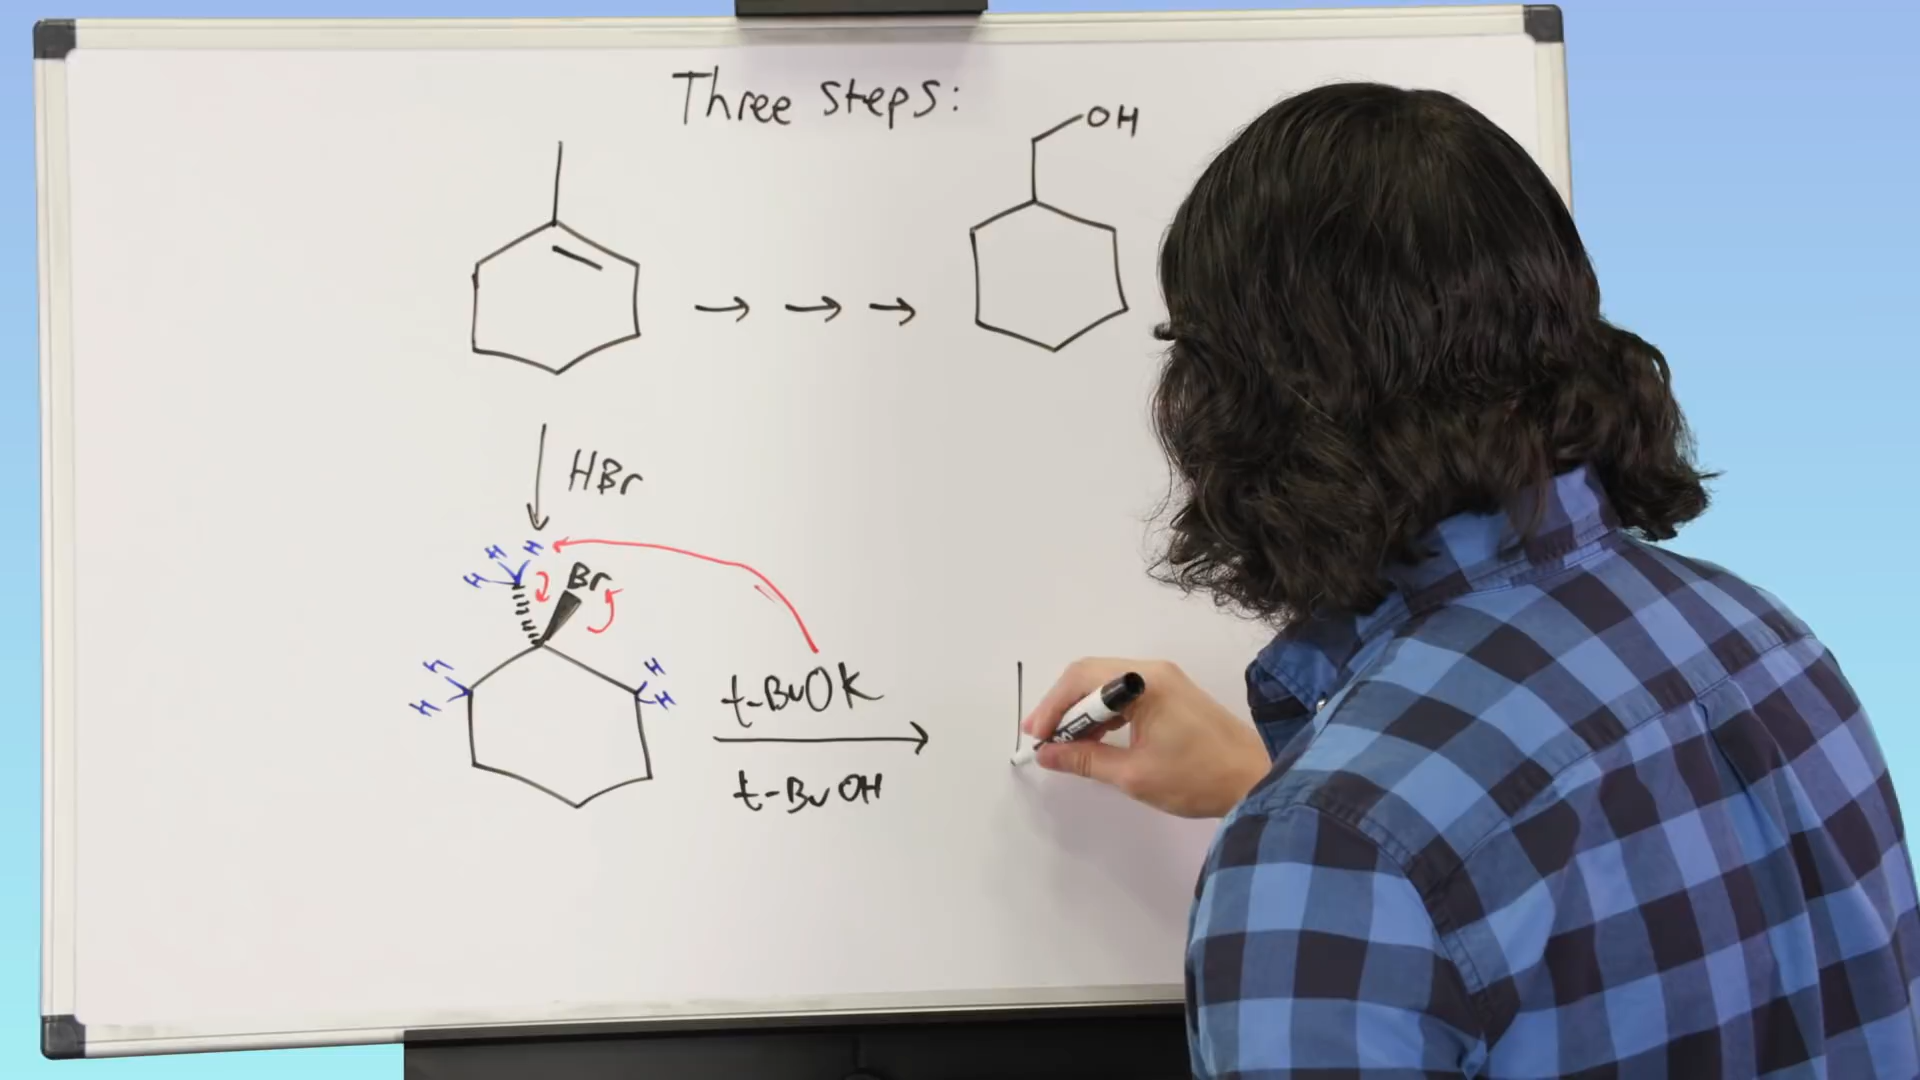 Three steps:
OH
HBr
H H
H Br
H H
H H
t-BuOK
t-BuOH